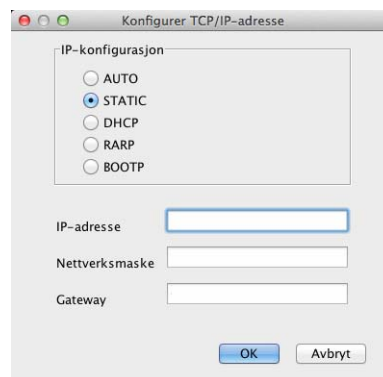 Konfigurer TCP/IP-adresse
IP-konfigurasjon
AUTO
STATIC
DHCP
RARP
BOOTP
IP-adresse
Nettverksmaske
Gateway
OK Avbryt